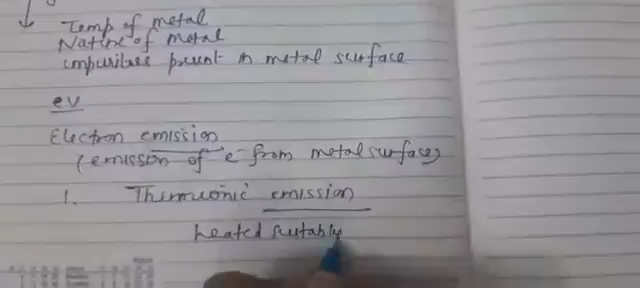 Temp of metal
Nature of metal
impurities present in metal surface
ev
Electron emission
(emission of e- from metal surface)
1. Thermionic emission
heated suitably